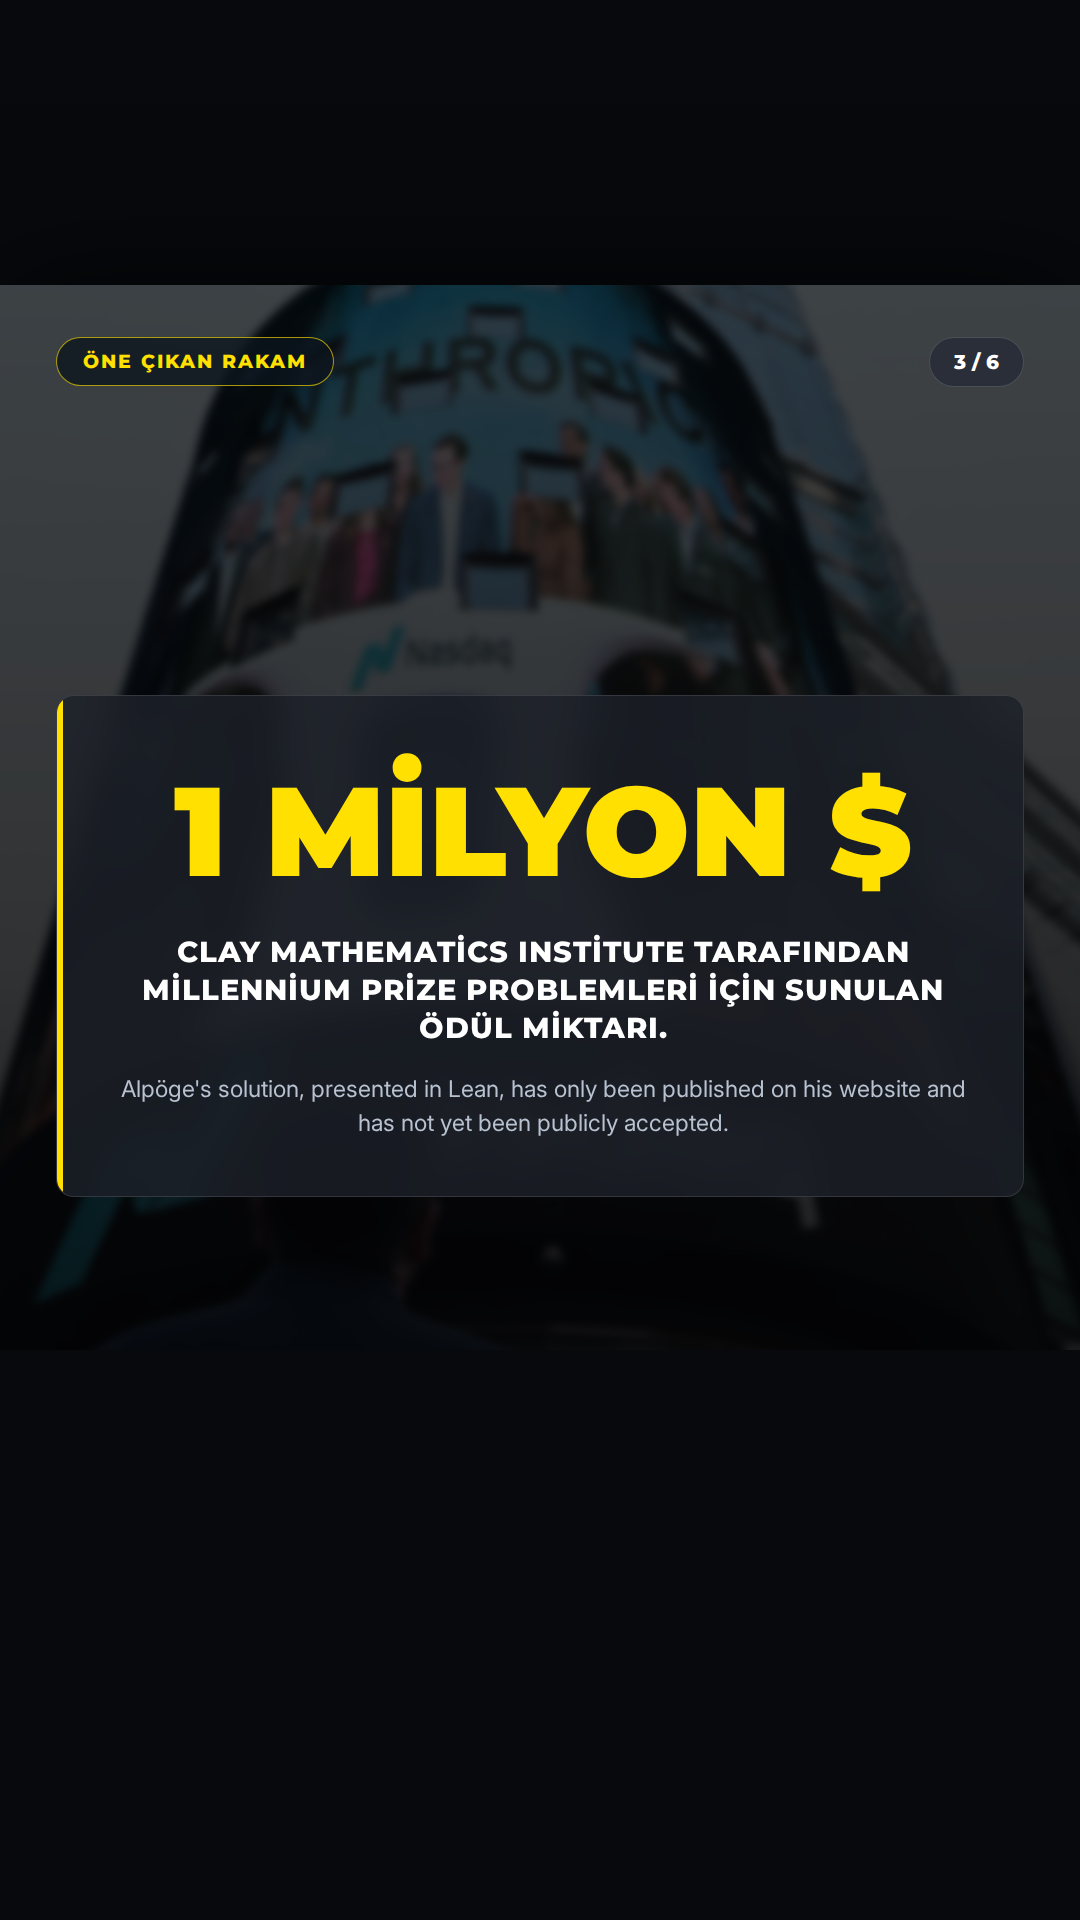 ÖNE ÇIKAN RAKAM
3 / 6
NTHROPIC
Nasdaq
1 MİLYON $
CLAY MATHEMATİCS INSTİTUTE TARAFINDAN
MİLLENNİUM PRİZE PROBLEMLERİ İÇİN SUNULAN
ÖDÜL MİKTARI.
Alpöge's solution, presented in Lean, has only been published on his website and
has not yet been publicly accepted.